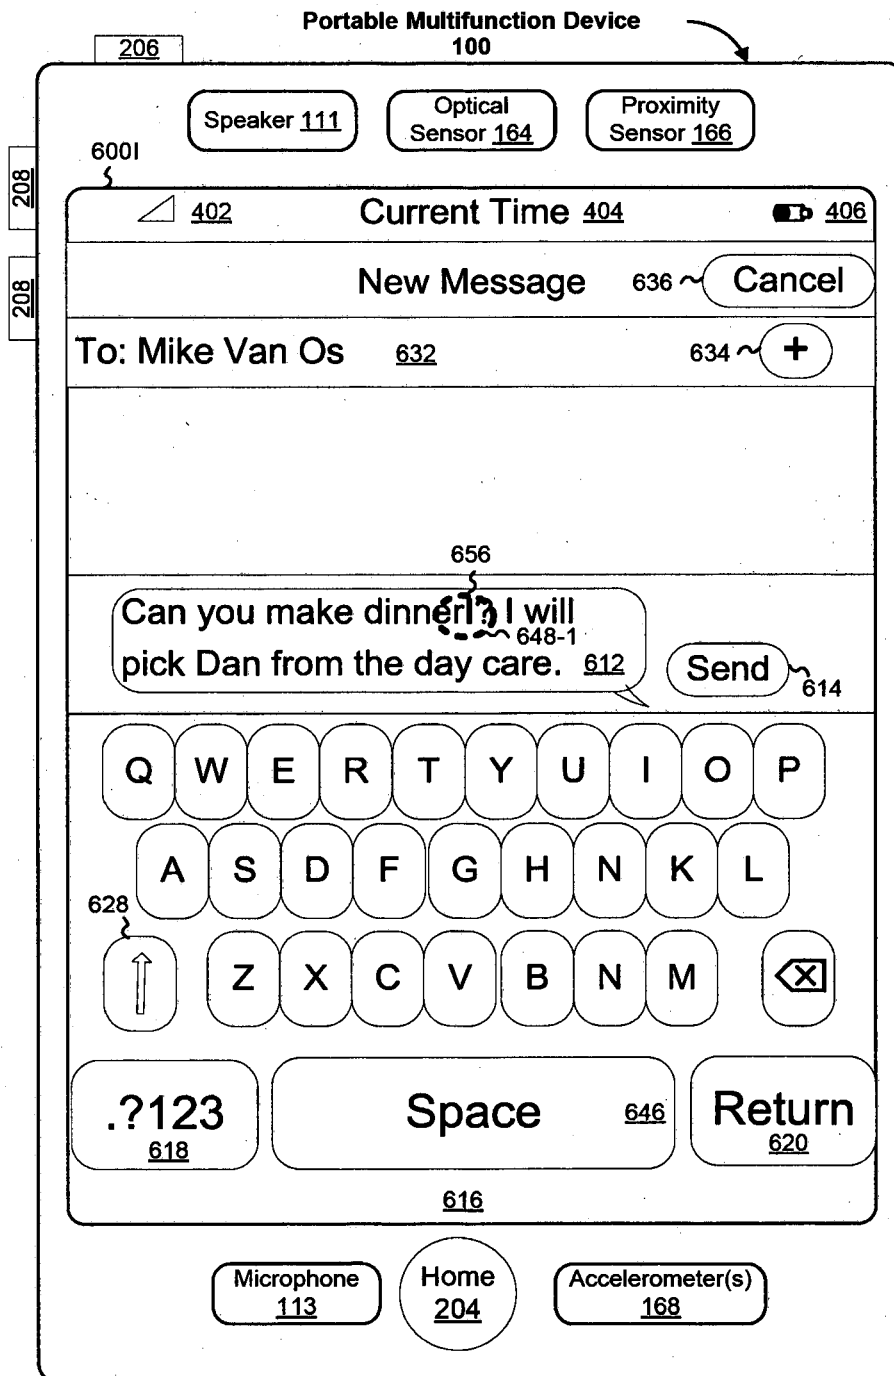 Portable Multifunction Device
100
206
Speaker 111
Optical
Sensor 164
Proximity
Sensor 166
600I
208
208
402 Current Time 404 406
New Message 636 Cancel
To: Mike Van Os 632 634 +
656
Can you make dinner? I will
648-1
pick Dan from the day care. 612
Send
614
Q W E R T Y U I O P
A S D F G H N K L
628
Z X C V B N M
.?123
618
Space 646
Return
620
616
Microphone
113
Home
204
Accelerometer(s)
168